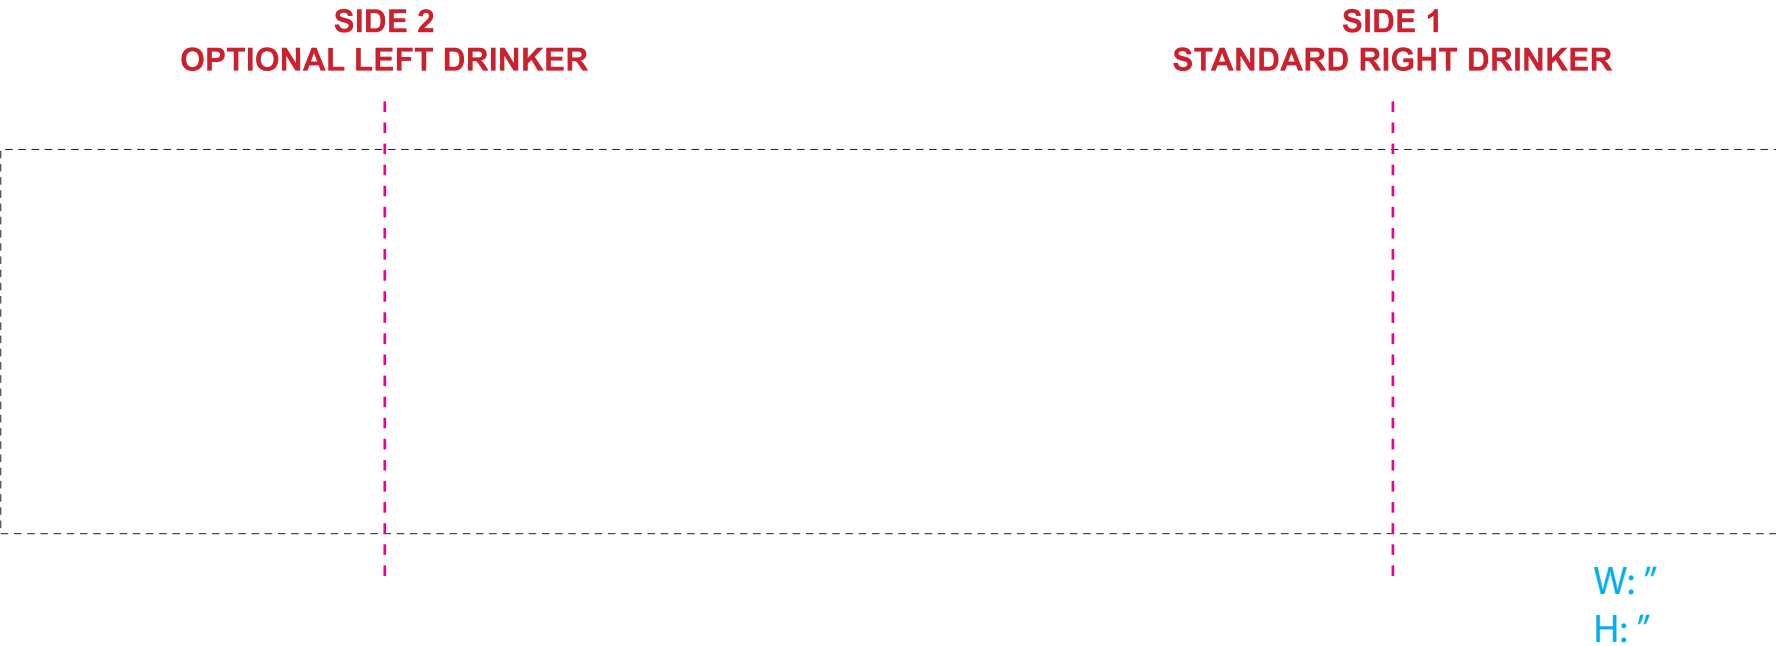 SIDE 2
OPTIONAL LEFT DRINKER
SIDE 1
STANDARD RIGHT DRINKER
W: ”
H: ”